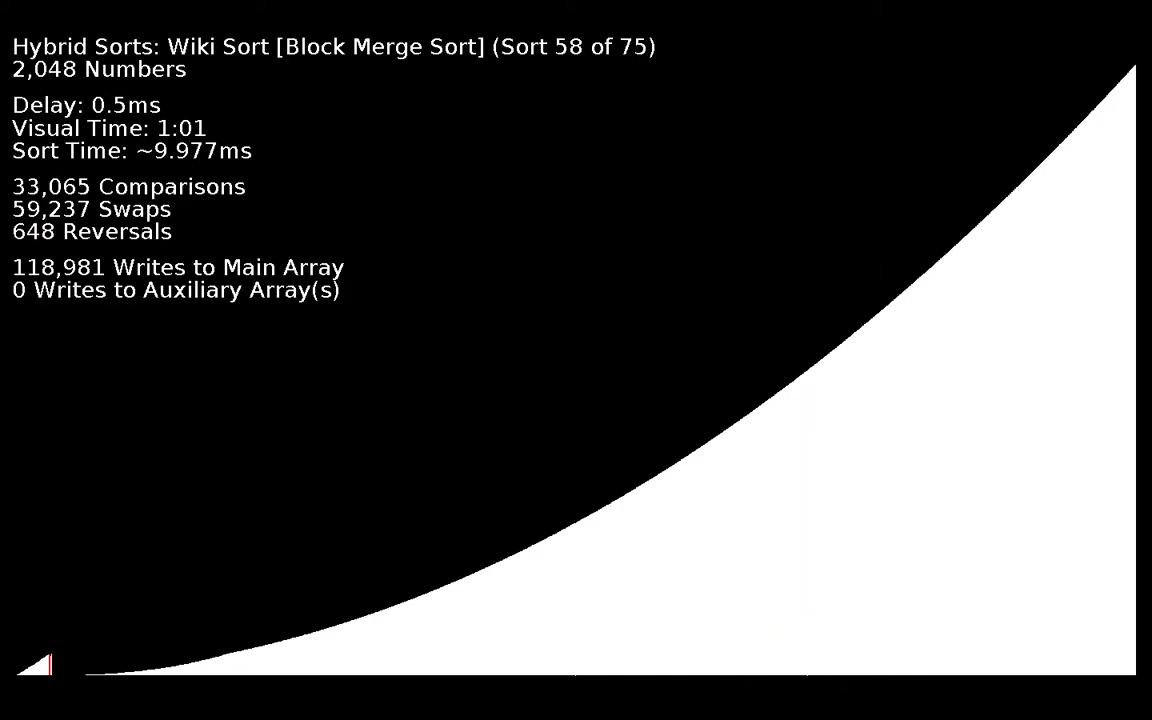 Hybrid Sorts: Wiki Sort [Block Merge Sort] (Sort 58 of 75)
2,048 Numbers
Delay: 0.5ms
Visual Time: 1:01
Sort Time: ~9.977ms
33,065 Comparisons
59,237 Swaps
648 Reversals
118,981 Writes to Main Array
0 Writes to Auxiliary Array(s)